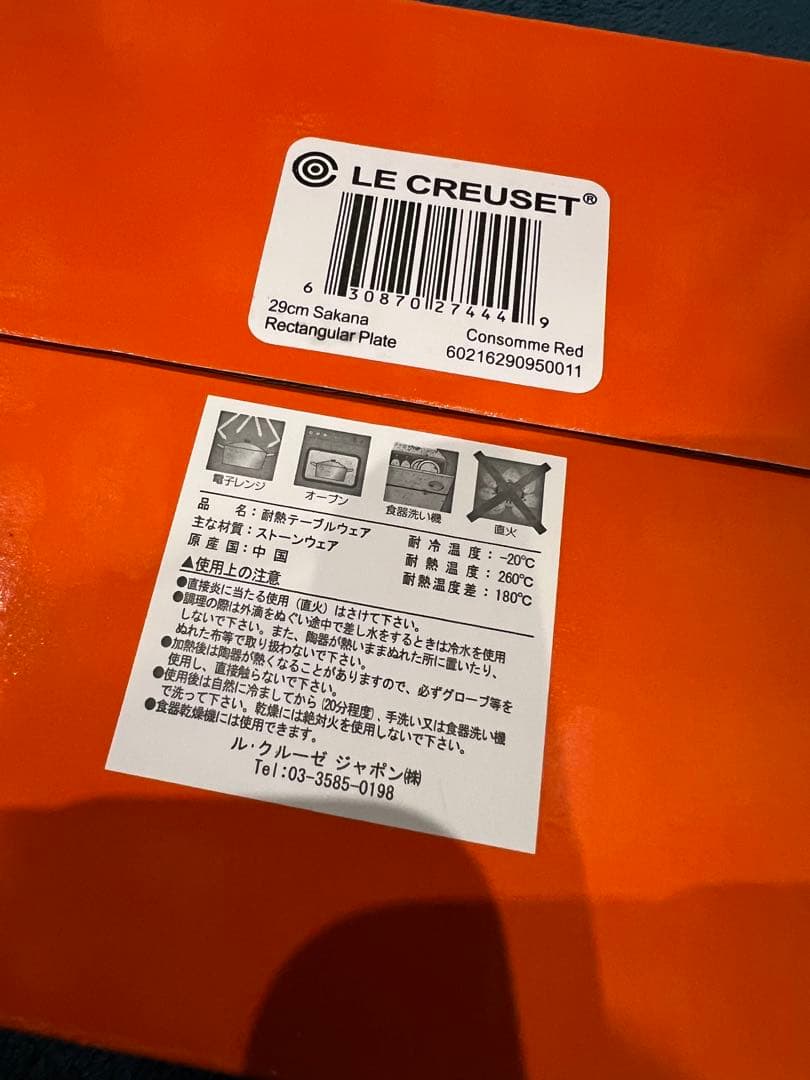 LE CREUSET®
6 30870 27444 9
29cm Sakana
Rectangular Plate
Consomme Red
60216290950011
電子レンジ
オーブン
食器洗い機
直火
品 名：耐熱テーブルウェア
主な材質：ストーンウェア
原 産 国：中 国
耐 冷 温 度：-20℃
耐 熱 温 度：260℃
耐熱温度差：180℃
▲使用上の注意
●直接炎に当たる使用（直火）はさけて下さい。
●調理の際は外滴をぬぐい途中で差し水をするときは冷水を使用
しないで下さい。また、陶器が熱いままぬれた所に置いたり、
ぬれた布等で取り扱わないで下さい。
●加熱後は陶器が熱くなることがありますので、必ずグローブ等を
使用し、直接触らないで下さい。
●使用後は自然に冷ましてから（20分程度）、手洗い又は食器洗い機
で洗って下さい。乾燥には絶対火を使用しないで下さい。
●食器乾燥機には使用できます。
ル・クルーゼ ジャポン㈱
Tel:03-3585-0198